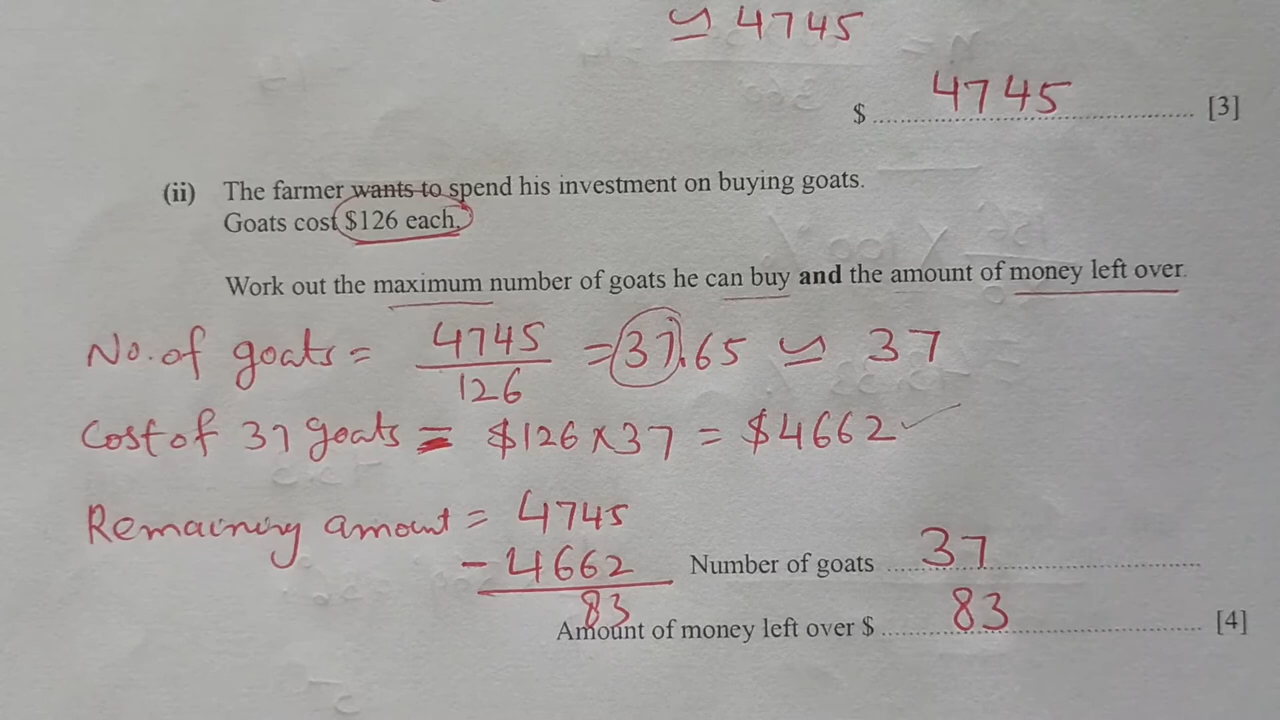 ≃ 4745
$ 4745 [3]
(ii) The farmer wants to spend his investment on buying goats.
Goats cost $126 each.
Work out the maximum number of goats he can buy and the amount of money left over.
No. of goats = 4745/126 = 37.65 ≃ 37
Cost of 37 goats = $126 × 37 = $4662 ✓
Remaining amount = 4745
- 4662
83
Number of goats 37
Amount of money left over $ 83 [4]